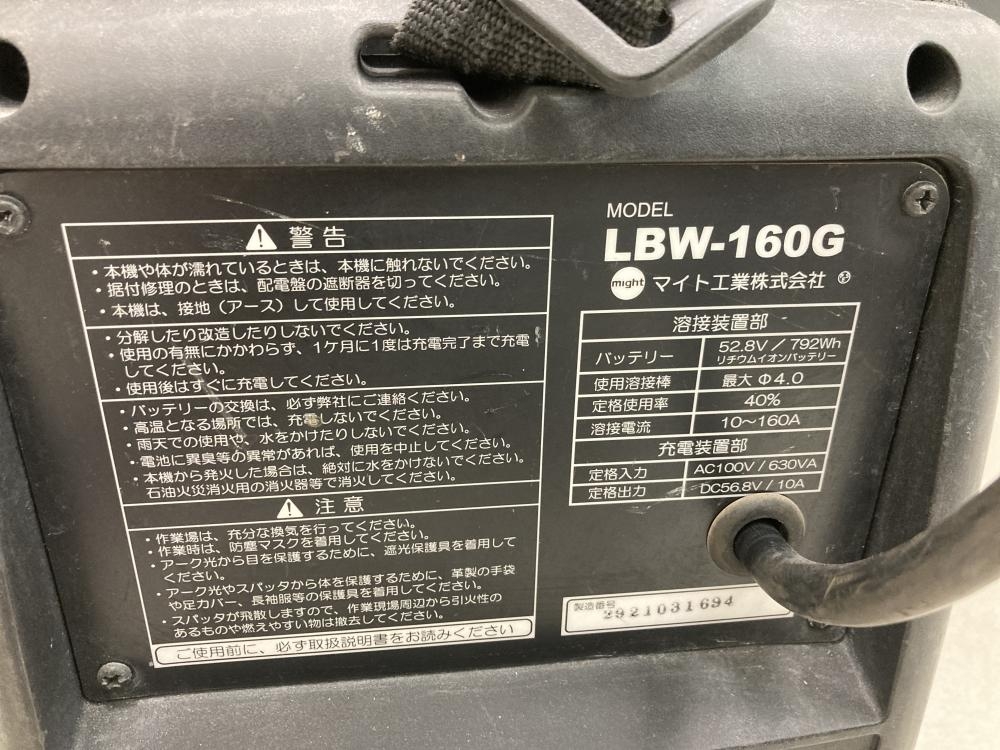 警告
・本機や体が濡れているときは、本機に触れないでください。
・据付修理のときは、配電盤の遮断器を切ってください。
・本機は、接地（アース）して使用してください。
・分解したり改造したりしないでください。
・使用の有無にかかわらず、1ケ月に1度は充電完了まで充電
してください。
・使用後はすぐに充電してください。
・バッテリーの交換は、必ず弊社にご連絡ください。
・高温となる場所では、充電しないでください。
・雨天での使用や、水をかけたりしないでください。
・電池に異臭等の異常があれば、使用を中止してください。
・本機から発火した場合は、絶対に水をかけないでください。
石油火災消火用の消火器等で消火してください。
注意
・作業場は、充分な換気を行ってください。
・作業時は、防塵マスクを着用してください。
・アーク光から目を保護するために、遮光保護具を着用して
ください。
・アーク光やスパッタから体を保護するために、革製の手袋
や足カバー、長袖服等の保護具を着用してください。
・スパッタが飛散しますので、作業現場周辺から引火性の
あるものや燃えやすい物は撤去してください。
ご使用前に、必ず取扱説明書をお読みください
MODEL
LBW-160G
might マイト工業株式会社
溶接装置部
バッテリー 52.8V／792Wh
リチウムイオンバッテリー
使用溶接棒 最大 Φ4.0
定格使用率 40%
溶接電流 10～160A
充電装置部
定格入力 AC100V／630VA
定格出力 DC56.8V／10A
製造番号 2921031694